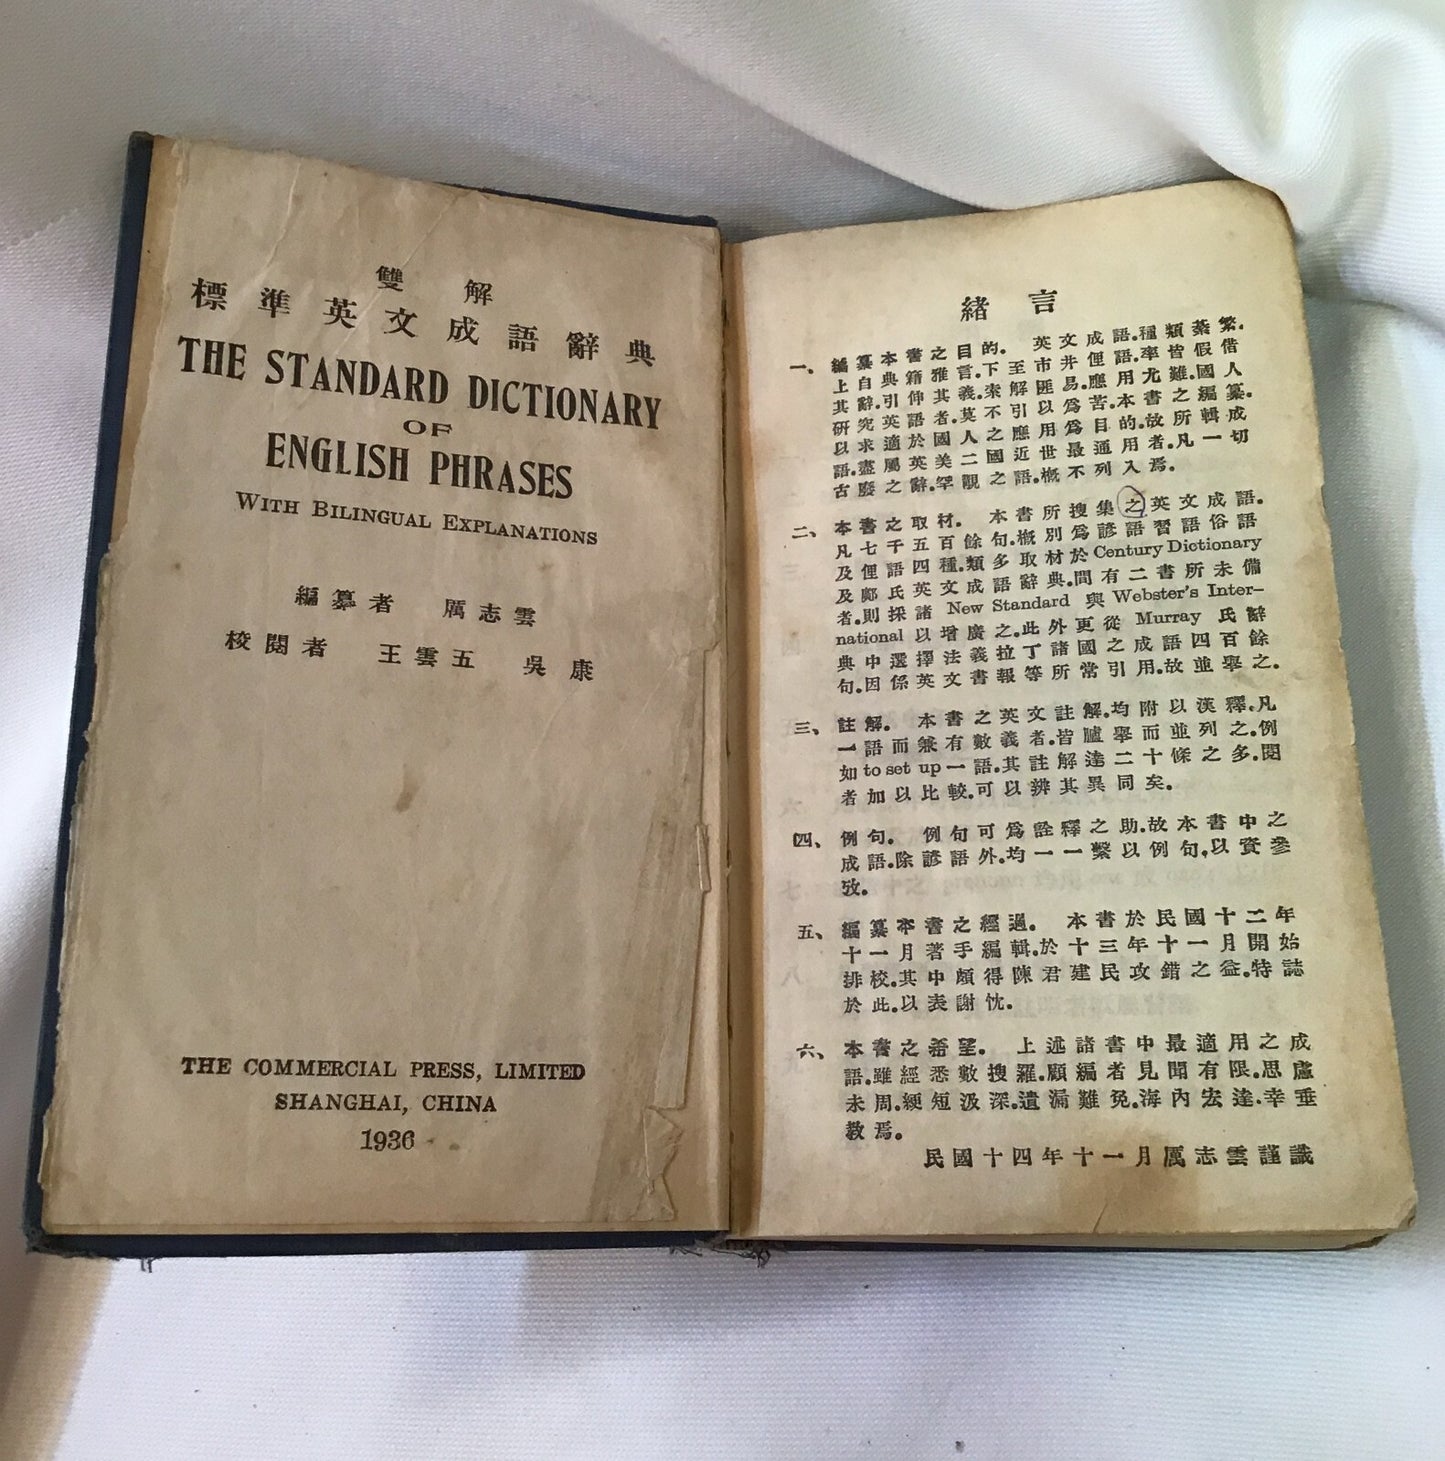 雙解
標準英文成語辭典
THE STANDARD DICTIONARY
OF
ENGLISH PHRASES
WITH BILINGUAL EXPLANATIONS
編纂者 厲志雲
校閱者 王雲五 吳康
THE COMMERCIAL PRESS, LIMITED
SHANGHAI, CHINA
1936
緒言
一、編纂本書之目的. 英文成語.種類綦繁.
上自典籍雅言.下至市井俚語.率皆假借
其辭.引伸其義.索解匪易.應用尤難.國人
研究英語者.莫不引以爲苦.本書之編纂.
以求適於國人之應用爲目的.故所輯成
語.盡屬英美二國近世最通用者.凡一切
古廢之辭.罕覯之語.概不列入焉.
二、本書之取材. 本書所搜集之英文成語.
凡七千五百餘句.概別爲諺語習語俗語
及俚語四種.類多取材於Century Dictionary
及鄺氏英文成語辭典.間有二書所未備
者.則採諸 New Standard 與 Webster's Inter-
national 以增廣之.此外更從 Murray 氏辭
典中選擇法義拉丁諸國之成語四百餘
句.因係英文書報等所常引用.故並舉之.
三、註解. 本書之英文註解.均附以漢釋.凡
一語而兼有數義者.皆臚舉而並列之.例
如 to set up 一語.其註解達二十條之多.閱
者加以比較.可以辨其異同矣.
四、例句. 例句可爲詮釋之助.故本書中之
成語.除諺語外.均一一繫以例句.以資參
攷.
五、編纂本書之經過. 本書於民國十二年
十一月著手編輯.於十三年十一月開始
排校.其中頗得陳君建民攻錯之益.特誌
於此.以表謝忱.
六、本書之希望. 上述諸書中最適用之成
語.雖經悉數搜羅.顧編者見聞有限.思慮
未周.綆短汲深.遺漏難免.海內宏達.幸垂
教焉.
民國十四年十一月厲志雲謹識